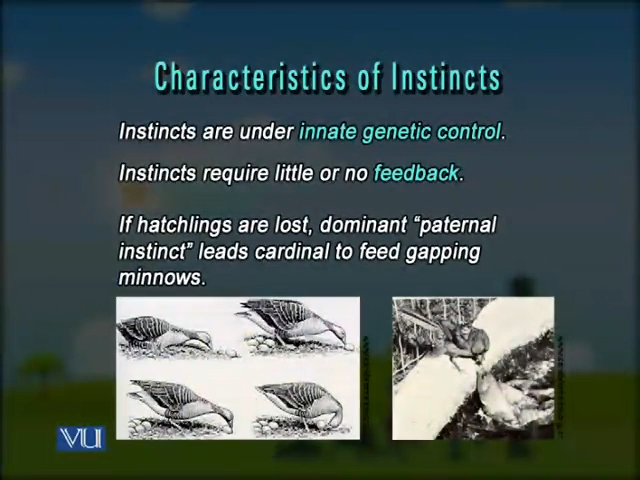 Characteristics of Instincts
Instincts are under innate genetic control.
Instincts require little or no feedback.
If hatchlings are lost, dominant “paternal
instinct” leads cardinal to feed gapping
minnows.
VU